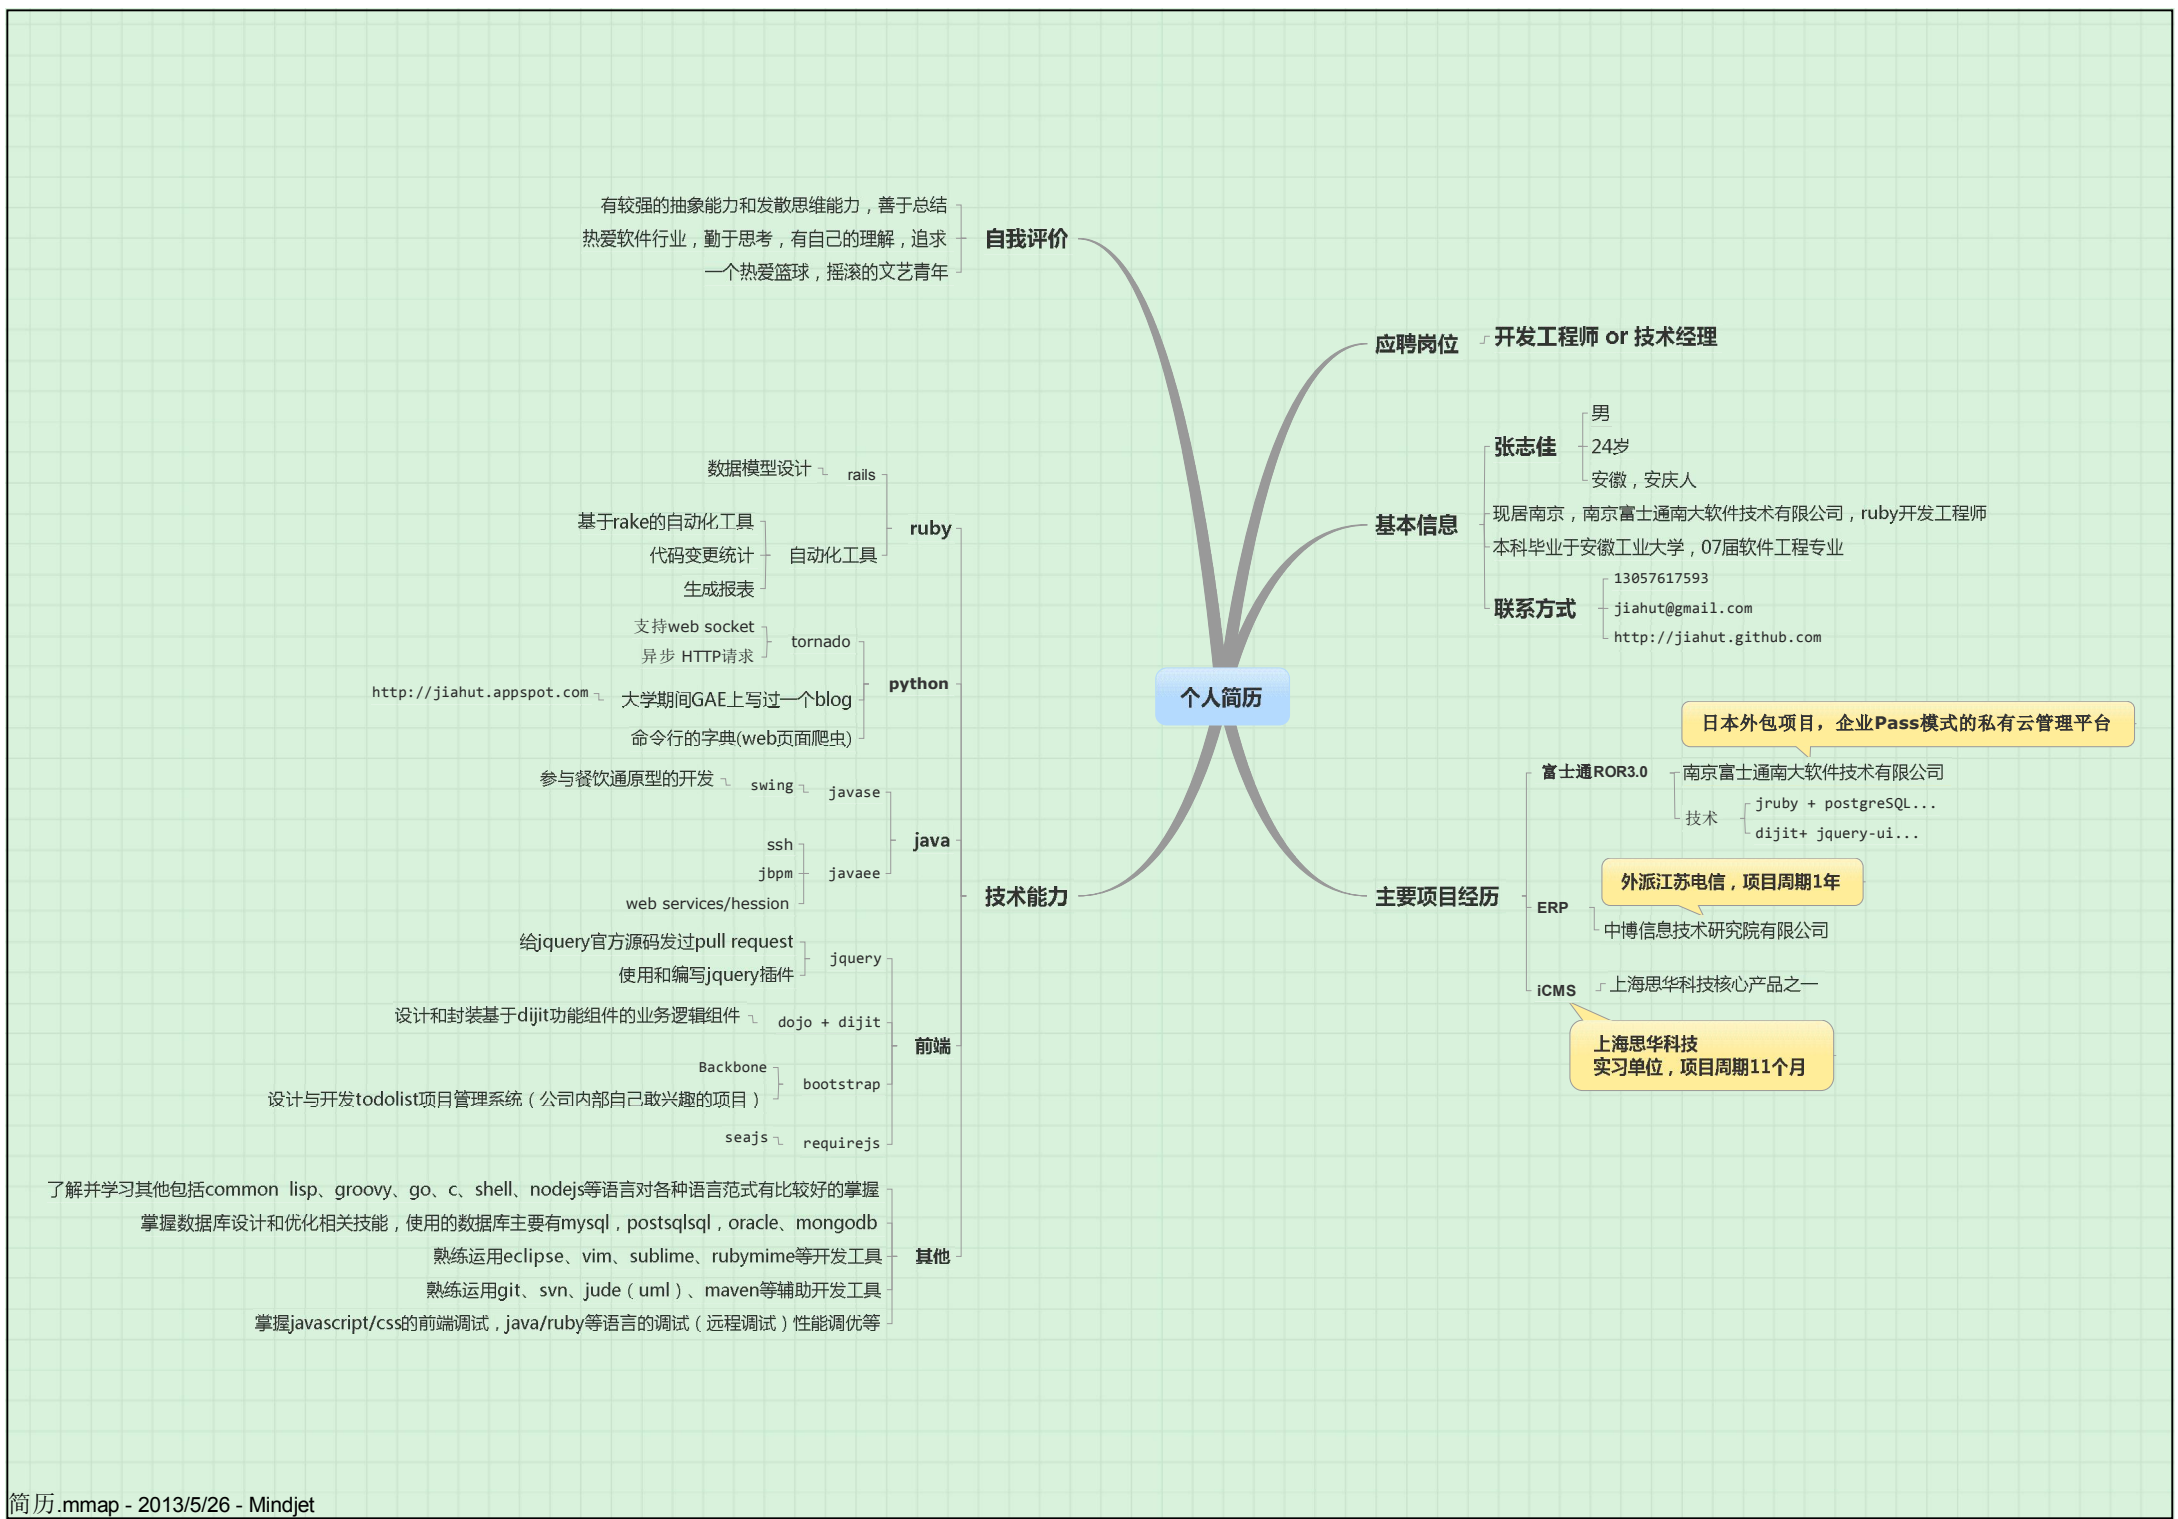 个人简历
自我评价
有较强的抽象能力和发散思维能力，善于总结
热爱软件行业，勤于思考，有自己的理解，追求
一个热爱篮球，摇滚的文艺青年
应聘岗位
开发工程师 or 技术经理
基本信息
张志佳
男
24岁
安徽，安庆人
现居南京，南京富士通南大软件技术有限公司，ruby开发工程师
本科毕业于安徽工业大学，07届软件工程专业
联系方式
13057617593
jiahut@gmail.com
http://jiahut.github.com
主要项目经历
富士通ROR3.0
日本外包项目，企业Pass模式的私有云管理平台
南京富士通南大软件技术有限公司
技术
jruby + postgreSQL...
dijit+ jquery-ui...
ERP
外派江苏电信，项目周期1年
中博信息技术研究院有限公司
iCMS
上海思华科技核心产品之一
上海思华科技
实习单位，项目周期11个月
技术能力
ruby
rails
数据模型设计
自动化工具
基于rake的自动化工具
代码变更统计
生成报表
python
tornado
支持web socket
异步 HTTP请求
大学期间GAE上写过一个blog
http://jiahut.appspot.com
命令行的字典(web页面爬虫)
java
javase
swing
参与餐饮通原型的开发
javaee
ssh
jbpm
web services/hession
前端
jquery
给jquery官方源码发过pull request
使用和编写jquery插件
dojo + dijit
设计和封装基于dijit功能组件的业务逻辑组件
bootstrap
Backbone
设计与开发todolist项目管理系统（公司内部自己敢兴趣的项目）
requirejs
seajs
其他
了解并学习其他包括common lisp、groovy、go、c、shell、nodejs等语言对各种语言范式有比较好的掌握
掌握数据库设计和优化相关技能，使用的数据库主要有mysql，postsqlsql，oracle、mongodb
熟练运用eclipse、vim、sublime、rubymime等开发工具
熟练运用git、svn、jude（uml）、maven等辅助开发工具
掌握javascript/css的前端调试，java/ruby等语言的调试（远程调试）性能调优等
简历.mmap - 2013/5/26 - Mindjet